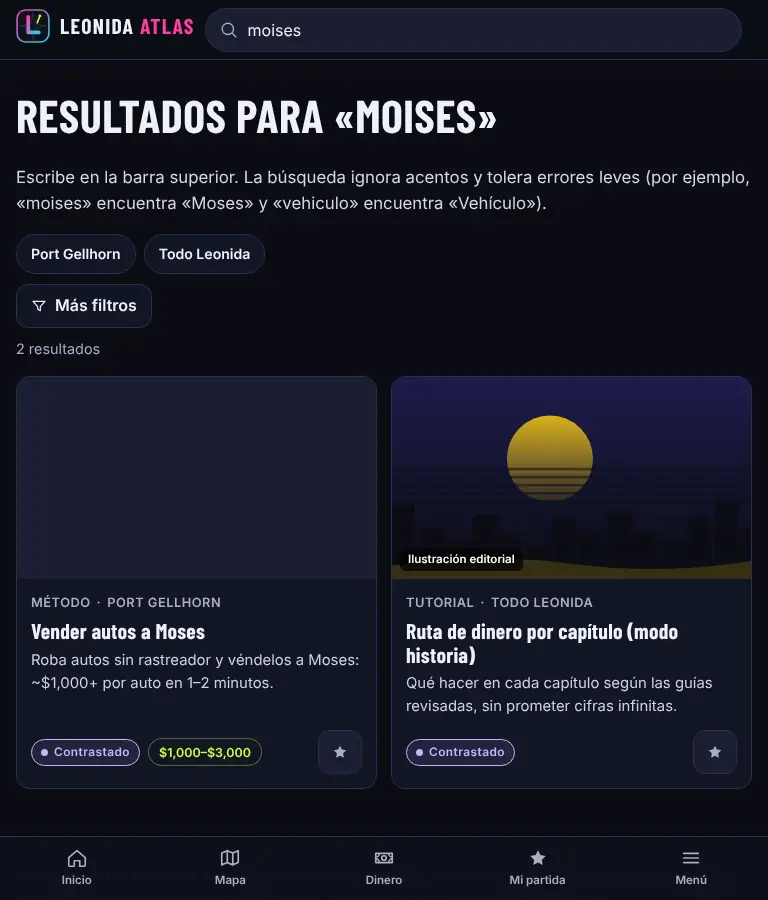 LEONIDA ATLAS
moises
RESULTADOS PARA «MOISES»
Escribe en la barra superior. La búsqueda ignora acentos y tolera errores leves (por ejemplo,
«moises» encuentra «Moses» y «vehiculo» encuentra «Vehículo»).
Port Gellhorn
Todo Leonida
Más filtros
2 resultados
MÉTODO · PORT GELLHORN
Vender autos a Moses
Roba autos sin rastreador y véndelos a Moses:
~$1,000+ por auto en 1–2 minutos.
Contrastado
$1,000–$3,000
Ilustración editorial
TUTORIAL · TODO LEONIDA
Ruta de dinero por capítulo (modo
historia)
Qué hacer en cada capítulo según las guías
revisadas, sin prometer cifras infinitas.
Contrastado
Inicio
Mapa
Dinero
Mi partida
Menú